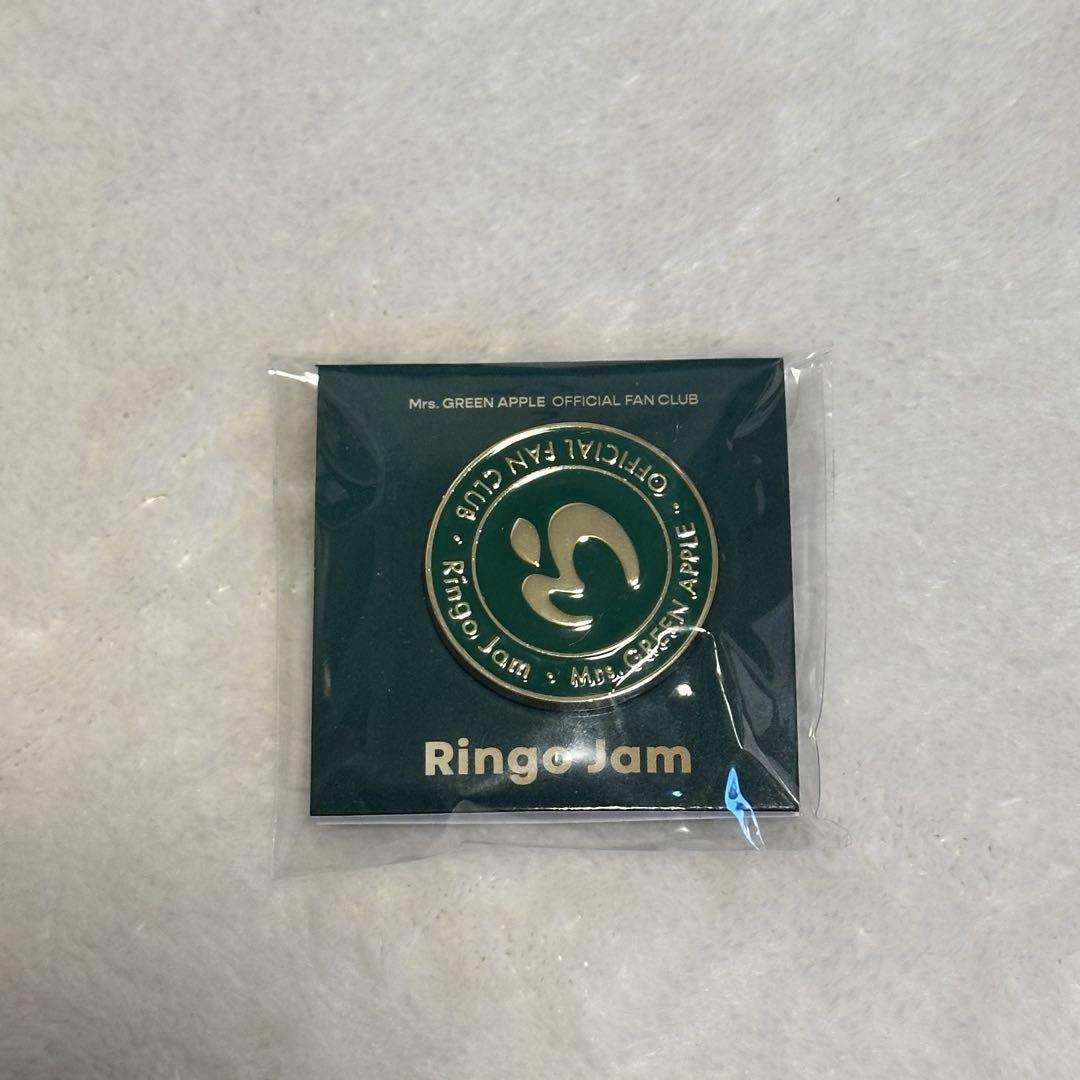 Mrs. GREEN APPLE OFFICIAL FAN CLUB
Mrs. GREEN APPLE • OFFICIAL FAN CLUB • Ringo Jam •
Ringo Jam